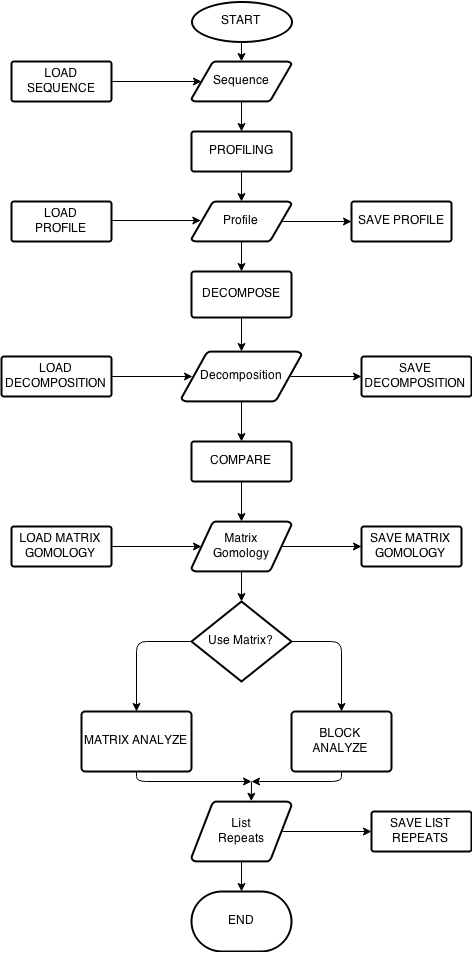 START
LOAD
SEQUENCE
Sequence
PROFILING
LOAD
PROFILE
Profile
SAVE PROFILE
DECOMPOSE
LOAD
DECOMPOSITION
Decomposition
SAVE
DECOMPOSITION
COMPARE
LOAD MATRIX
GOMOLOGY
Matrix
Gomology
SAVE MATRIX
GOMOLOGY
Use Matrix?
MATRIX ANALYZE
BLOCK
ANALYZE
List
Repeats
SAVE LIST
REPEATS
END